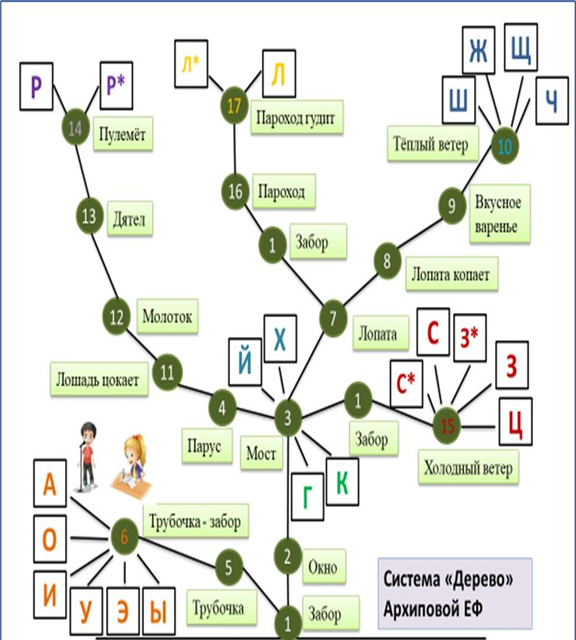 Ж
Щ
Л*
Л
Р
Р*
Ш
Ч
17
14
Пароход гудит
Пулемёт
Тёплый ветер
10
16
Пароход
9
Вкусное
варенье
13
Дятел
1
Забор
8
Лопата копает
12
Молоток
7
Лопата
Х
Й
С
З*
З
С*
Ц
Лошадь цокает
11
4
3
1
15
Парус
Мост
Забор
Холодный ветер
Г
К
А
О
И
У
Э
Ы
6
Трубочка - забор
5
Трубочка
2
Окно
1
Забор
Система «Дерево»
Архиповой ЕФ